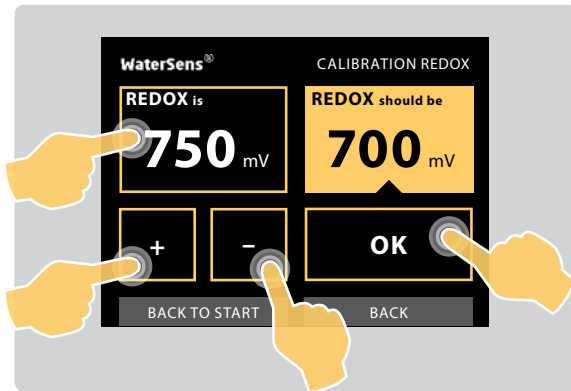 WaterSens® CALIBRATION REDOX
REDOX is REDOX should be
750 mV 700 mV
+ – OK
BACK TO START BACK